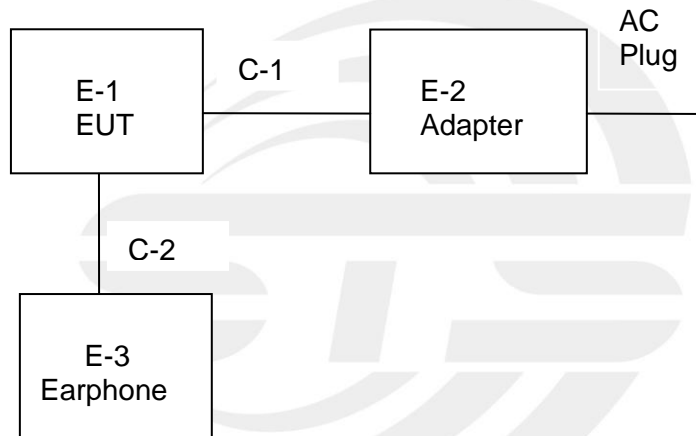 AC
Plug
C-1
E-1
EUT
E-2
Adapter
C-2
E-3
Earphone